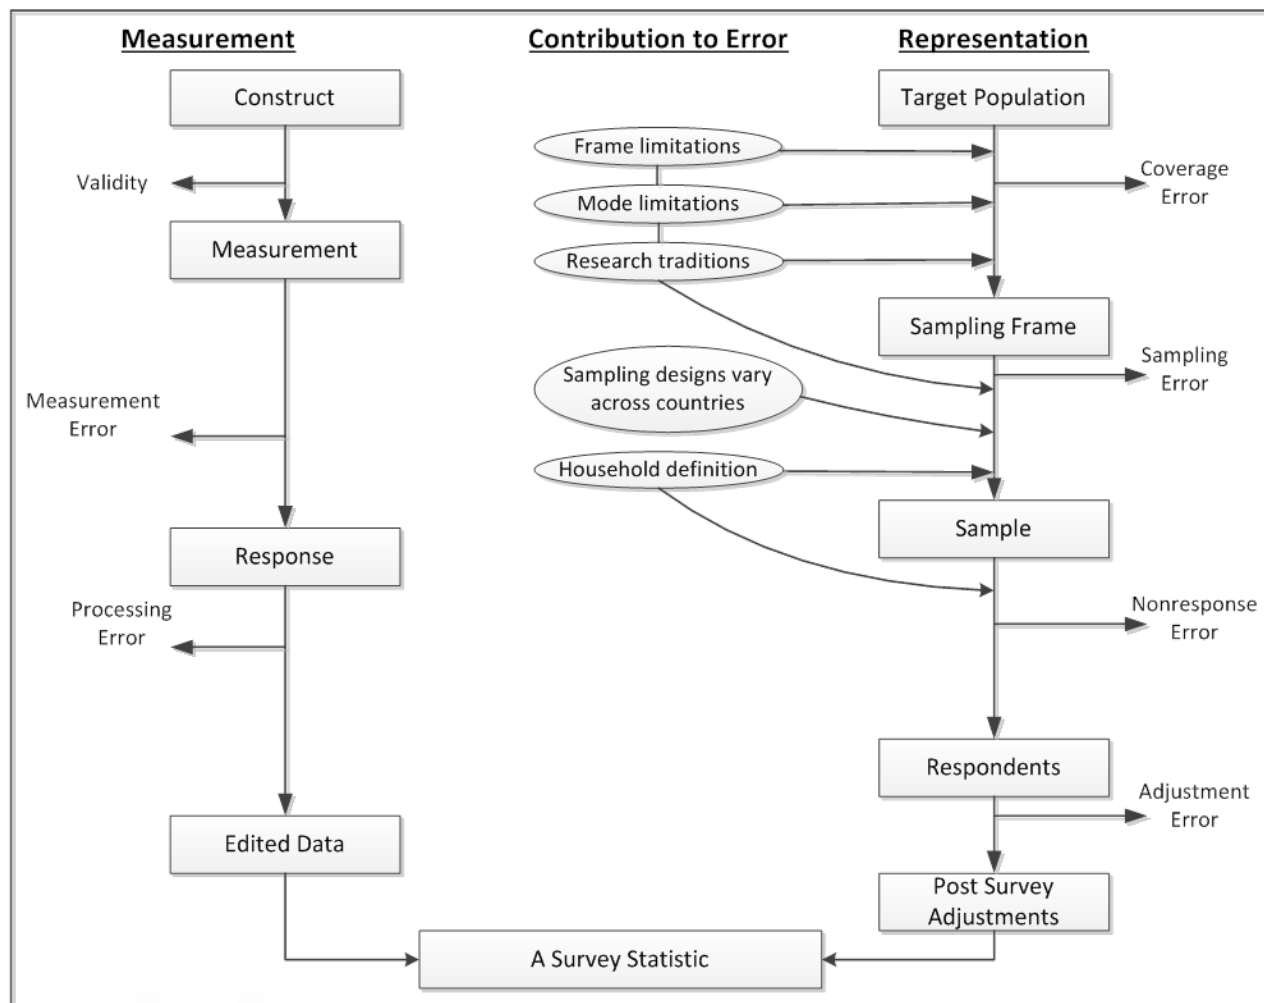 Measurement
Contribution to Error
Representation
Construct
Target Population
Frame limitations
Validity
Coverage
Error
Mode limitations
Measurement
Research traditions
Sampling Frame
Sampling
Error
Sampling designs vary
across countries
Measurement
Error
Household definition
Sample
Response
Processing
Error
Nonresponse
Error
Respondents
Adjustment
Error
Edited Data
Post Survey
Adjustments
A Survey Statistic